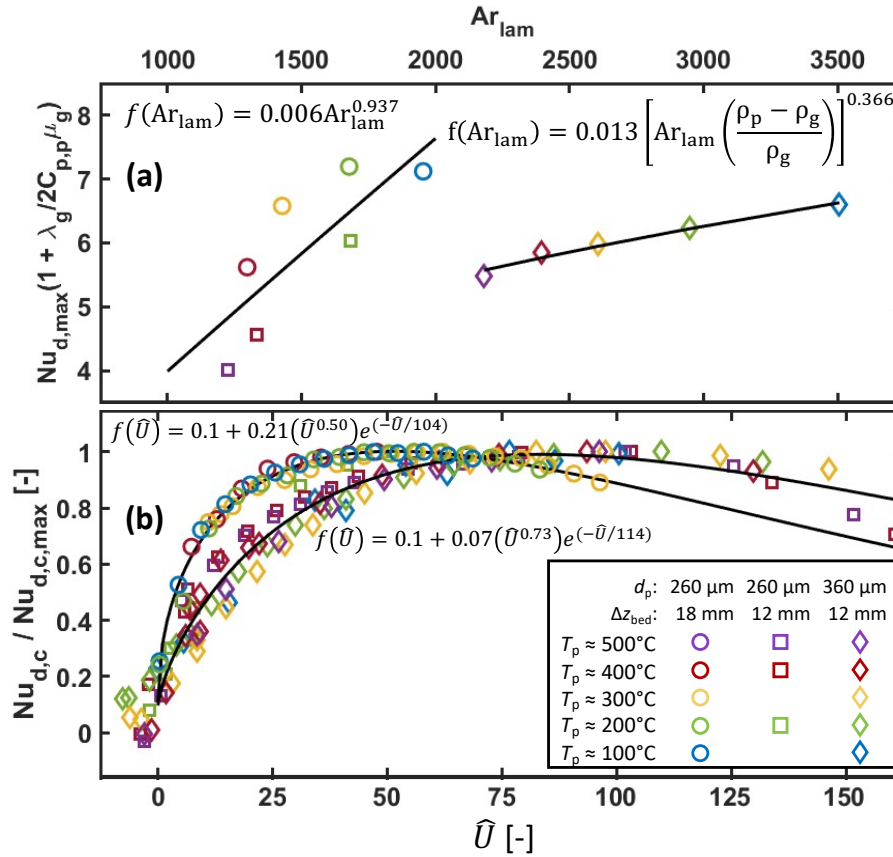 Ar_lam
1000 1500 2000 2500 3000 3500
Nu_d,max(1 + λ_g/2C_p,pμ_g)
8
7
6
5
4
f(Ar_lam) = 0.006Ar_lam^0.937
f(Ar_lam) = 0.013 [Ar_lam ((ρ_p − ρ_g)/ρ_g)]^0.366
(a)
Nu_d,c / Nu_d,c,max [-]
1
0.8
0.6
0.4
0.2
0
f(Û) = 0.1 + 0.21(Û^0.50)e^(−Û/104)
(b)
f(Û) = 0.1 + 0.07(Û^0.73)e^(−Û/114)
d_p: 260 µm 260 µm 360 µm
Δz_bed: 18 mm 12 mm 12 mm
T_p ≈ 500°C
T_p ≈ 400°C
T_p ≈ 300°C
T_p ≈ 200°C
T_p ≈ 100°C
0 25 50 75 100 125 150
Û [-]